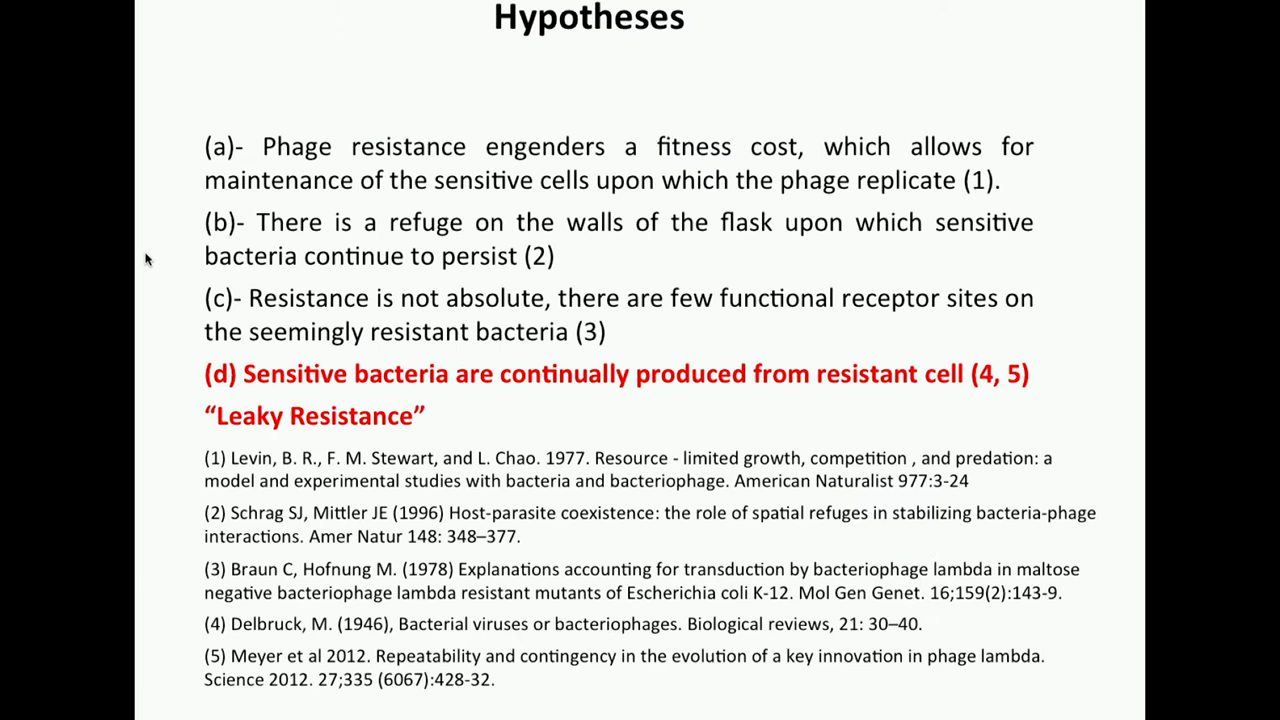 Hypotheses
(a)- Phage resistance engenders a fitness cost, which allows for
maintenance of the sensitive cells upon which the phage replicate (1).
(b)- There is a refuge on the walls of the flask upon which sensitive
bacteria continue to persist (2)
(c)- Resistance is not absolute, there are few functional receptor sites on
the seemingly resistant bacteria (3)
(d) Sensitive bacteria are continually produced from resistant cell (4, 5)
“Leaky Resistance”
(1) Levin, B. R., F. M. Stewart, and L. Chao. 1977. Resource - limited growth, competition , and predation: a
model and experimental studies with bacteria and bacteriophage. American Naturalist 977:3-24
(2) Schrag SJ, Mittler JE (1996) Host-parasite coexistence: the role of spatial refuges in stabilizing bacteria-phage
interactions. Amer Natur 148: 348–377.
(3) Braun C, Hofnung M. (1978) Explanations accounting for transduction by bacteriophage lambda in maltose
negative bacteriophage lambda resistant mutants of Escherichia coli K-12. Mol Gen Genet. 16;159(2):143-9.
(4) Delbruck, M. (1946), Bacterial viruses or bacteriophages. Biological reviews, 21: 30–40.
(5) Meyer et al 2012. Repeatability and contingency in the evolution of a key innovation in phage lambda.
Science 2012. 27;335 (6067):428-32.